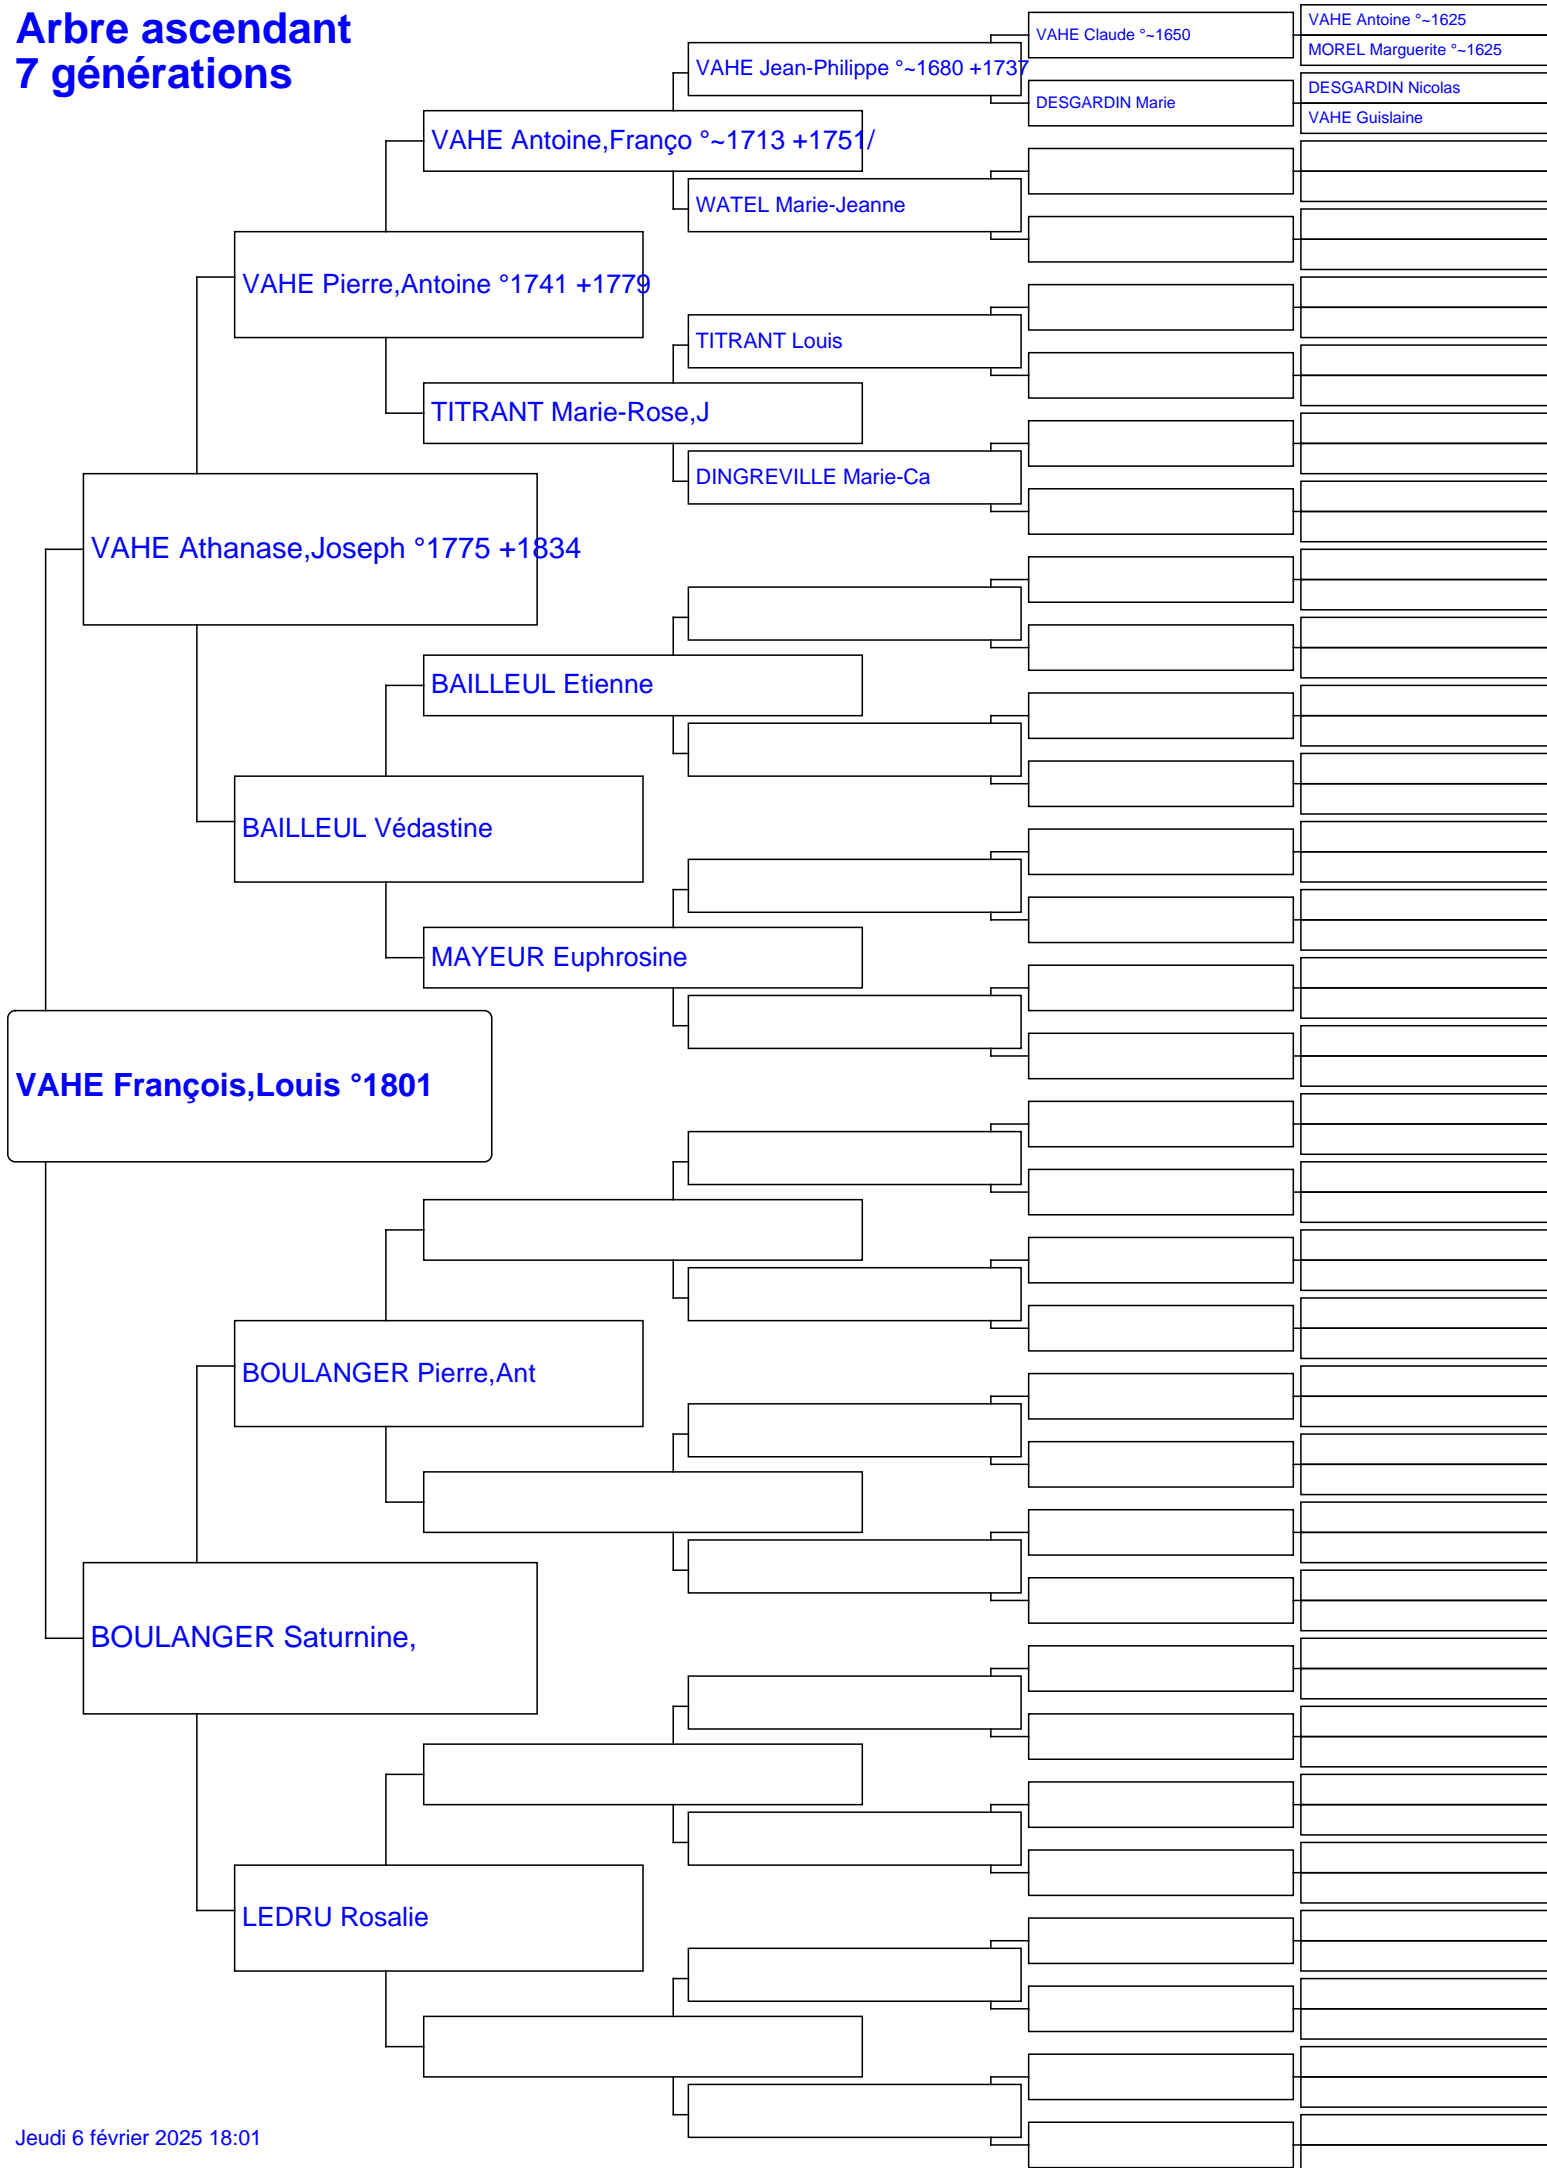 Arbre ascendant
7 générations
VAHE Antoine °~1625
VAHE Claude °~1650
MOREL Marguerite °~1625
VAHE Jean-Philippe °~1680 +1737
DESGARDIN Nicolas
DESGARDIN Marie
VAHE Guislaine
VAHE Antoine,Franço °~1713 +1751/
WATEL Marie-Jeanne
VAHE Pierre,Antoine °1741 +1779
TITRANT Louis
TITRANT Marie-Rose,J
DINGREVILLE Marie-Ca
VAHE Athanase,Joseph °1775 +1834
BAILLEUL Etienne
BAILLEUL Védastine
MAYEUR Euphrosine
VAHE François,Louis °1801
BOULANGER Pierre,Ant
BOULANGER Saturnine,
LEDRU Rosalie
Jeudi 6 février 2025 18:01